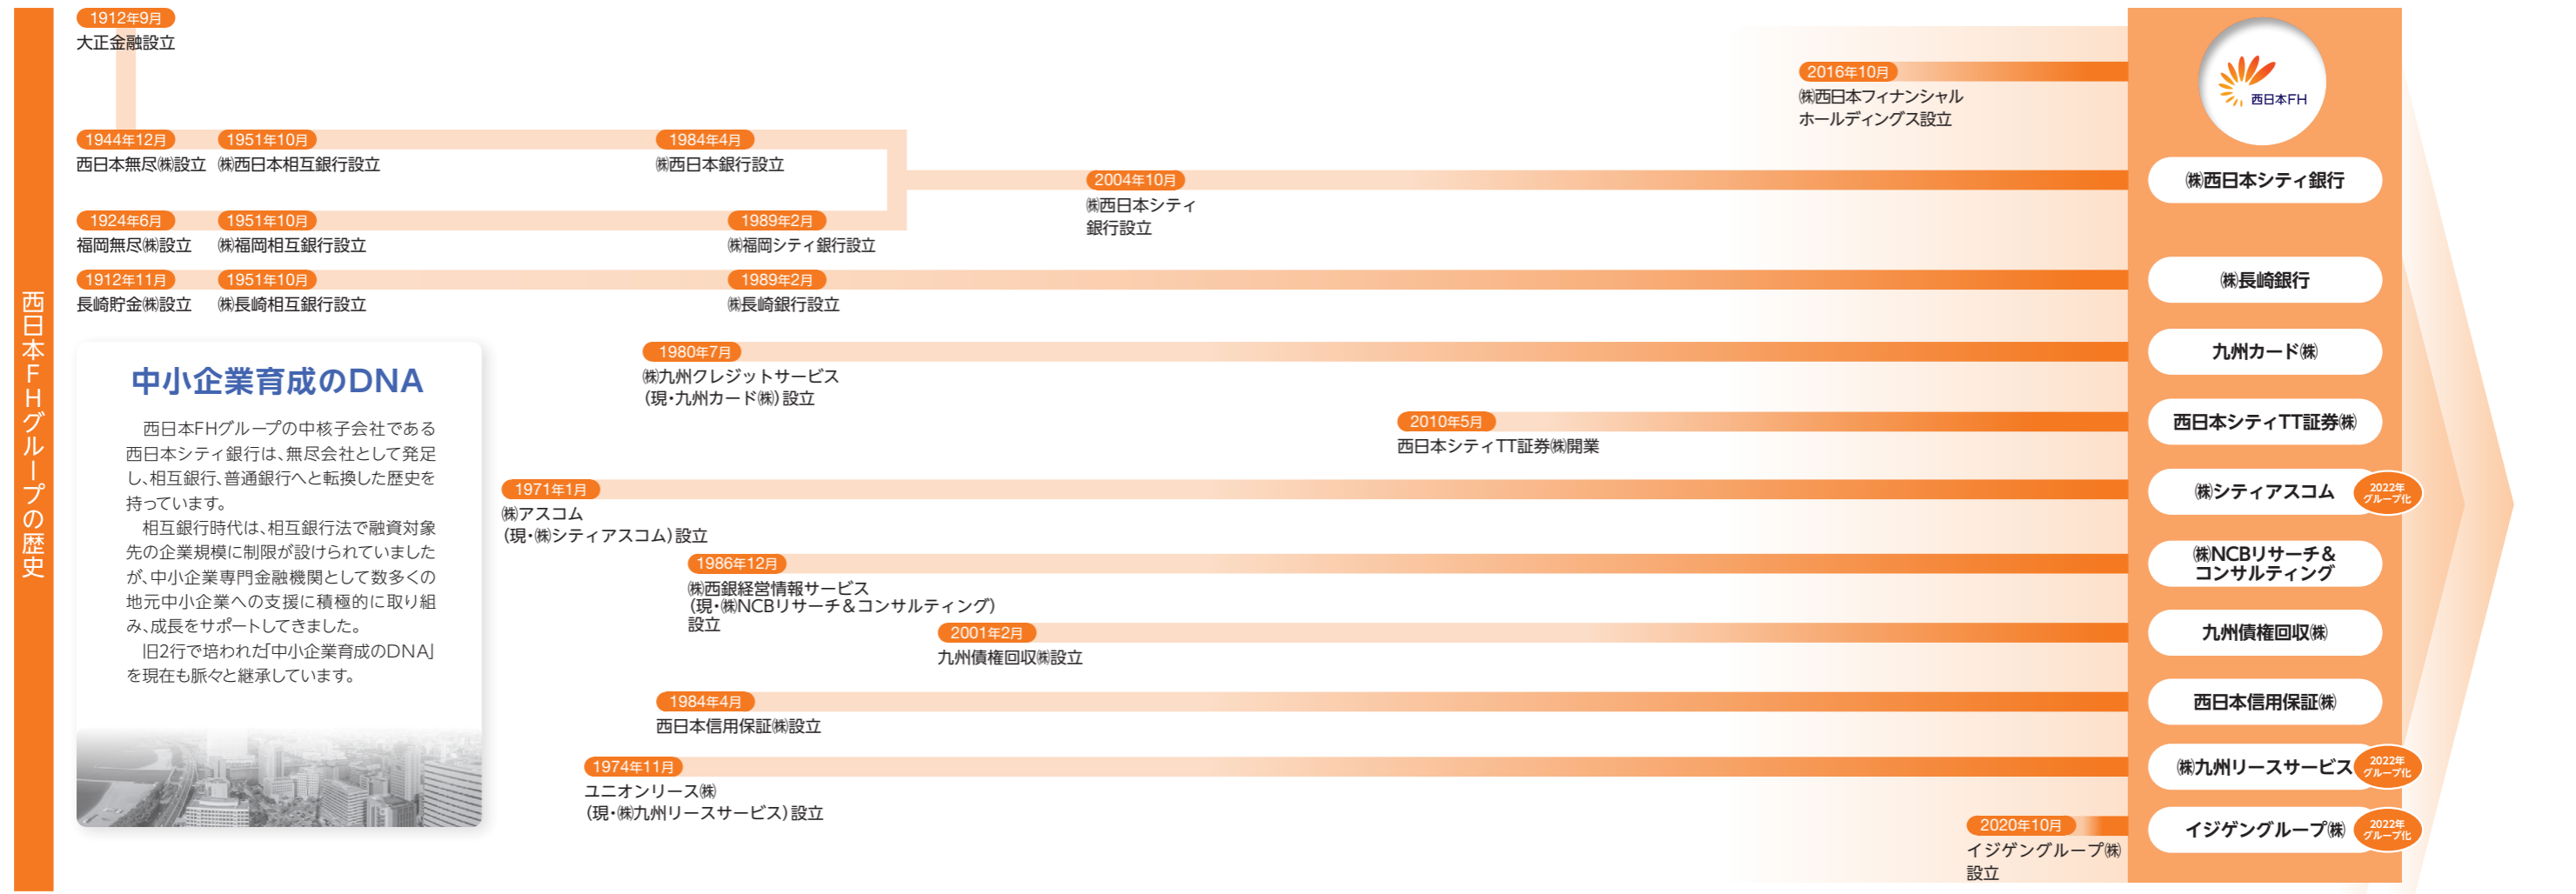 西日本FHグループの歴史
1912年9月
大正金融設立
1944年12月
西日本無尽㈱設立
1951年10月
㈱西日本相互銀行設立
1984年4月
㈱西日本銀行設立
1924年6月
福岡無尽㈱設立
1951年10月
㈱福岡相互銀行設立
1989年2月
㈱福岡シティ銀行設立
2004年10月
㈱西日本シティ
銀行設立
1912年11月
長崎貯金㈱設立
1951年10月
㈱長崎相互銀行設立
1989年2月
㈱長崎銀行設立
2016年10月
㈱西日本フィナンシャル
ホールディングス設立
1980年7月
㈱九州クレジットサービス
(現・九州カード㈱)設立
2010年5月
西日本シティTT証券㈱開業
1971年1月
㈱アスコム
(現・㈱シティアスコム)設立
1986年12月
㈱西銀経営情報サービス
(現・㈱NCBリサーチ&コンサルティング)
設立
2001年2月
九州債権回収㈱設立
1984年4月
西日本信用保証㈱設立
1974年11月
ユニオンリース㈱
(現・㈱九州リースサービス)設立
2020年10月
イジゲングループ㈱
設立
中小企業育成のDNA
西日本FHグループの中核子会社である
西日本シティ銀行は、無尽会社として発足
し、相互銀行、普通銀行へと転換した歴史を
持っています。
相互銀行時代は、相互銀行法で融資対象
先の企業規模に制限が設けられていました
が、中小企業専門金融機関として数多くの
地元中小企業への支援に積極的に取り組
み、成長をサポートしてきました。
旧2行で培われた「中小企業育成のDNA」
を現在も脈々と継承しています。
西日本FH
㈱西日本シティ銀行
㈱長崎銀行
九州カード㈱
西日本シティTT証券㈱
㈱シティアスコム
2022年
グループ化
㈱NCBリサーチ&
コンサルティング
九州債権回収㈱
西日本信用保証㈱
㈱九州リースサービス
2022年
グループ化
イジゲングループ㈱
2022年
グループ化